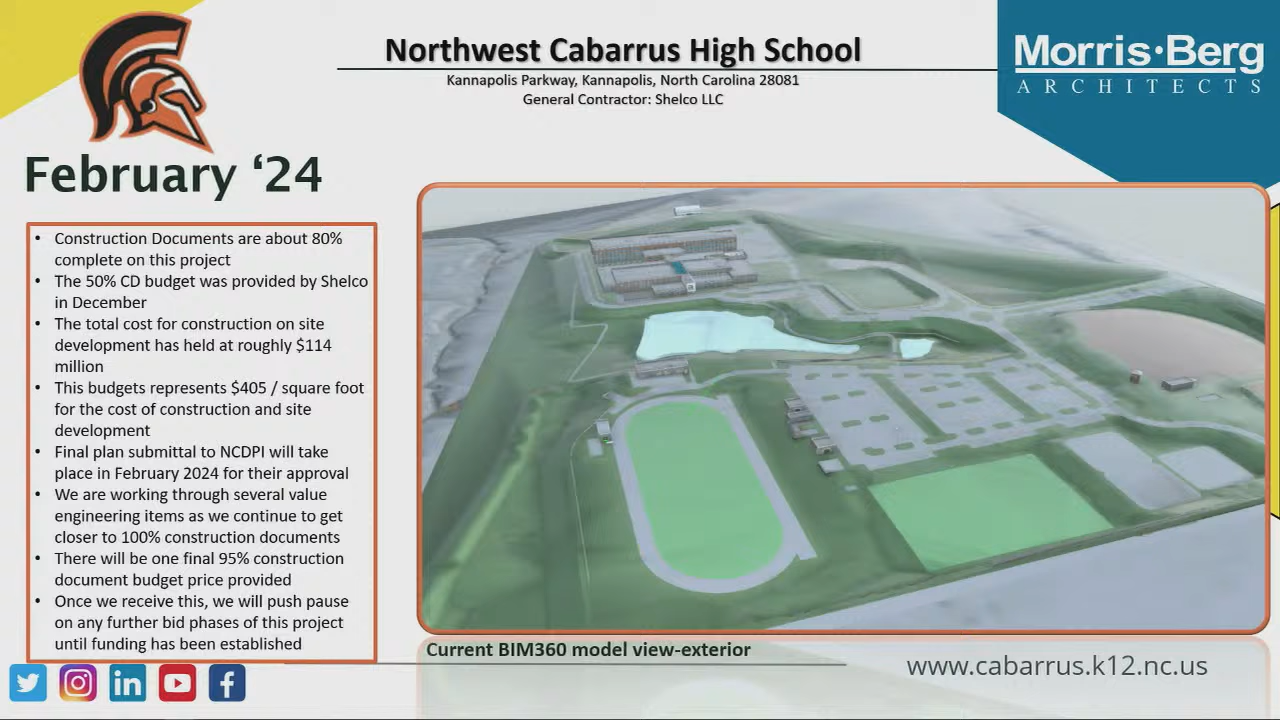 Northwest Cabarrus High School
Kannapolis Parkway, Kannapolis, North Carolina 28081
General Contractor: Shelco LLC
Morris·Berg
ARCHITECTS
February ‘24
• Construction Documents are about 80%
complete on this project
• The 50% CD budget was provided by Shelco
in December
• The total cost for construction on site
development has held at roughly $114
million
• This budgets represents $405 / square foot
for the cost of construction and site
development
• Final plan submittal to NCDPI will take
place in February 2024 for their approval
• We are working through several value
engineering items as we continue to get
closer to 100% construction documents
• There will be one final 95% construction
document budget price provided
• Once we receive this, we will push pause
on any further bid phases of this project
until funding has been established
Current BIM360 model view-exterior
www.cabarrus.k12.nc.us